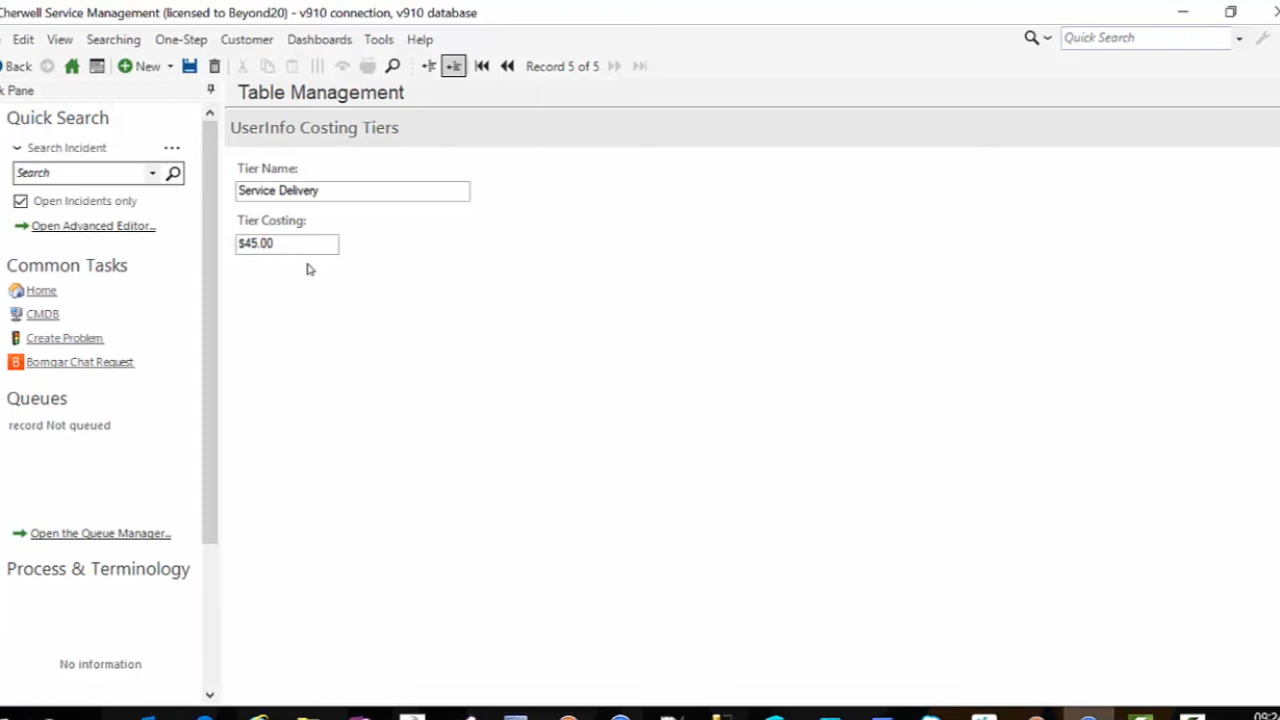 Cherwell Service Management (licensed to Beyond20) - v910 connection, v910 database
Edit View Searching One-Step Customer Dashboards Tools Help
Quick Search
Back New Record 5 of 5
Pane
Table Management
Quick Search
UserInfo Costing Tiers
Search Incident
Search
Open Incidents only
Open Advanced Editor...
Tier Name:
Service Delivery
Tier Costing:
$45.00
Common Tasks
Home
CMDB
Create Problem
B Bomgar Chat Request
Queues
record Not queued
Open the Queue Manager...
Process & Terminology
No information